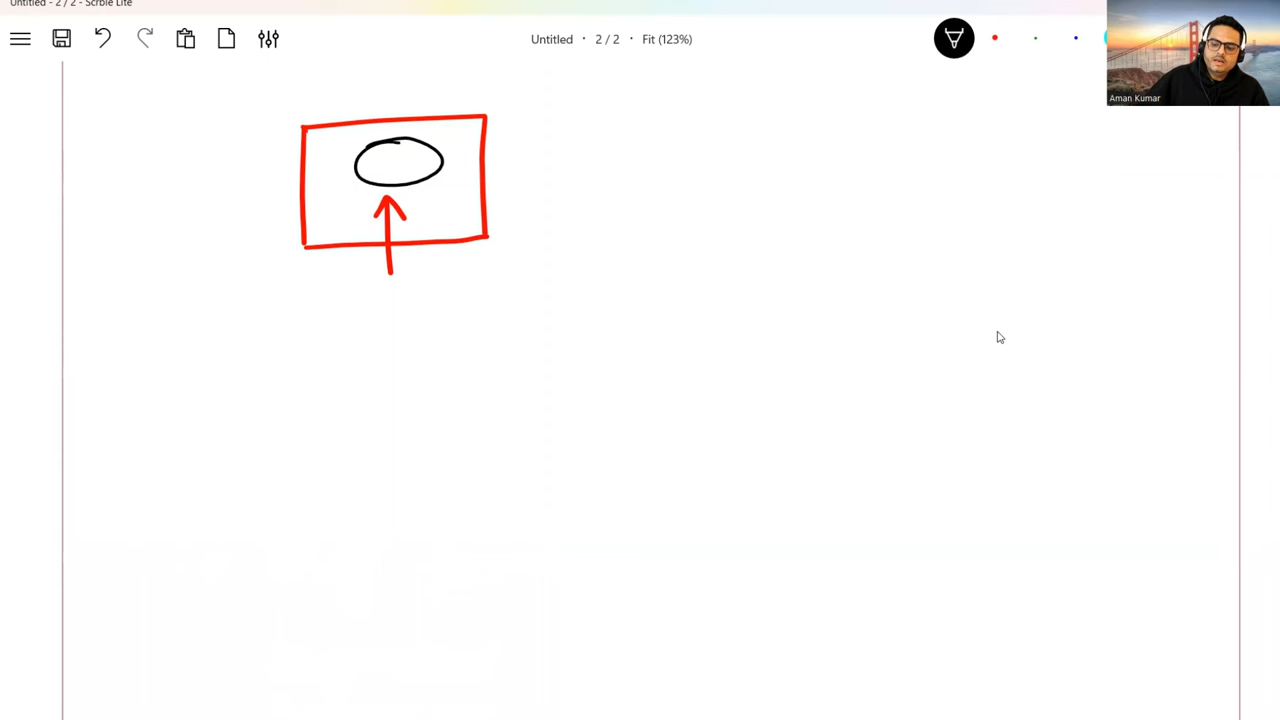 Untitled - 2 / 2 - Scrble Lite
Untitled • 2 / 2 • Fit (123%)
Aman Kumar